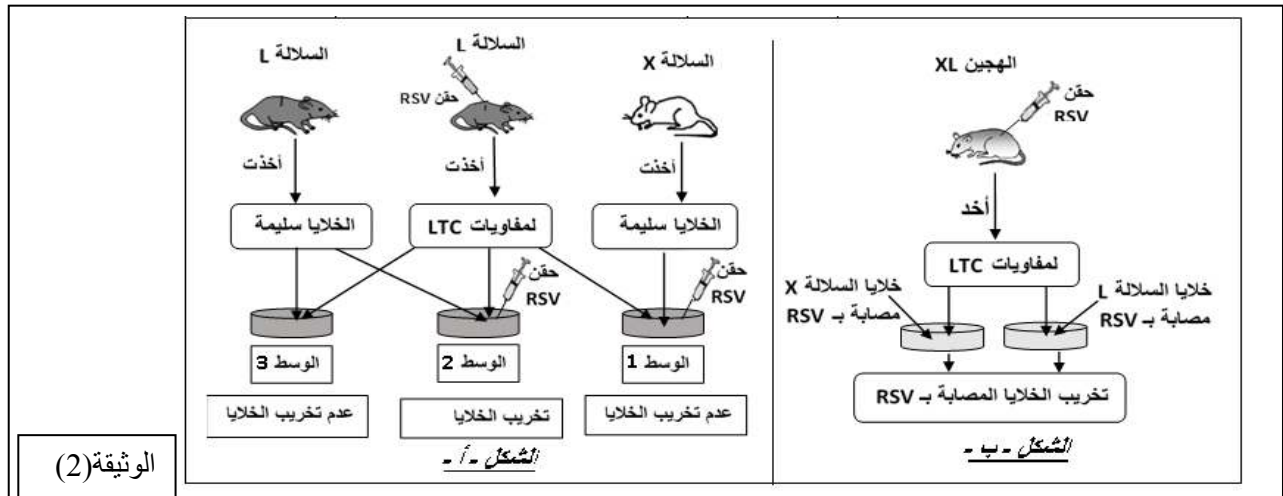 الهجين XL
حقن
RSV
أخد
لمفاويات LTC
خلايا السلالة L
مصابة بـ RSV
خلايا السلالة X
مصابة بـ RSV
تخريب الخلايا المصابة بـ RSV
الشكل - ب -
السلالة X
السلالة L
السلالة L
حقن RSV
أخذت
أخذت
أخذت
الخلايا سليمة
لمفاويات LTC
الخلايا سليمة
حقن
RSV
حقن
RSV
الوسط 1
الوسط 2
الوسط 3
عدم تخريب الخلايا
تخريب الخلايا
عدم تخريب الخلايا
الشكل - أ -
الوثيقة(2)